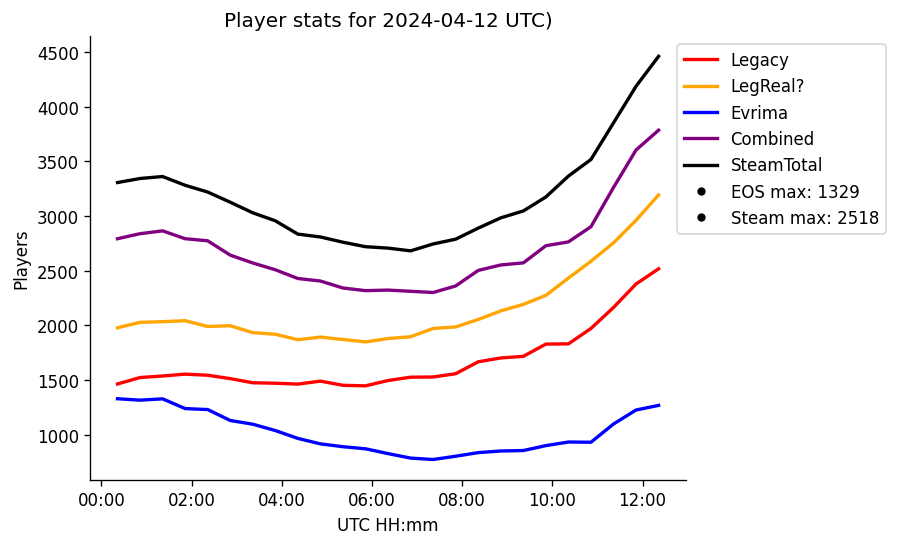 Player stats for 2024-04-12 UTC)
4500
4000
3500
3000
2500
2000
1500
1000
Players
00:00 02:00 04:00 06:00 08:00 10:00 12:00
UTC HH:mm
Legacy
LegReal?
Evrima
Combined
SteamTotal
EOS max: 1329
Steam max: 2518